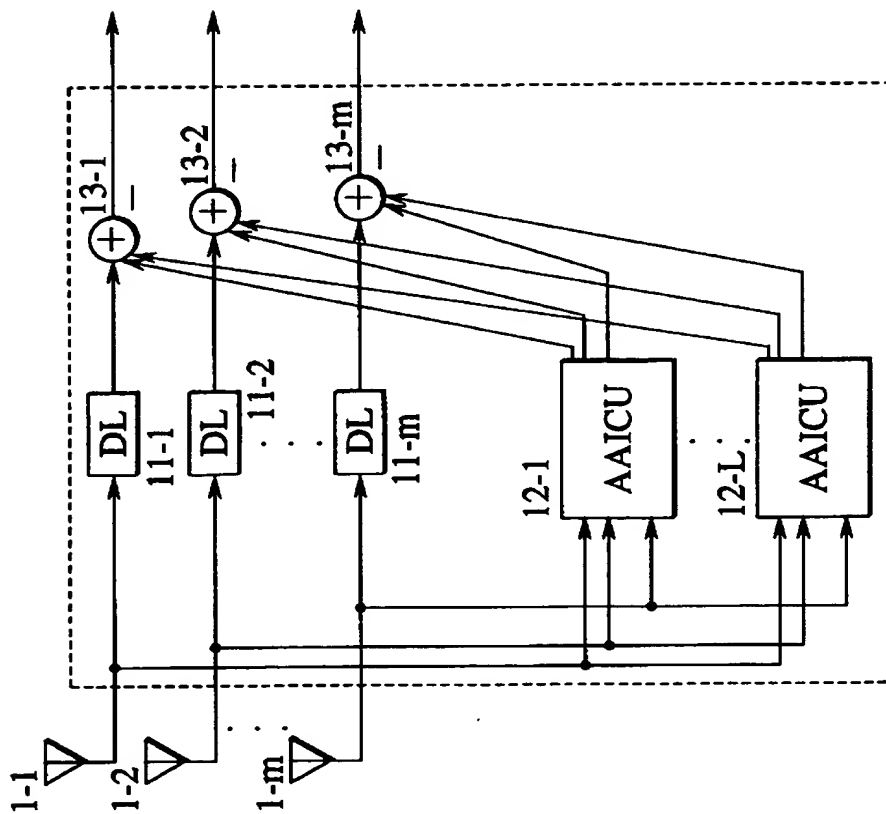 1-1
1-2
1-m
DL
11-1
DL
11-2
DL
11-m
13-1
+
−
13-2
+
−
13-m
+
−
12-1
AAICU
12-L
AAICU